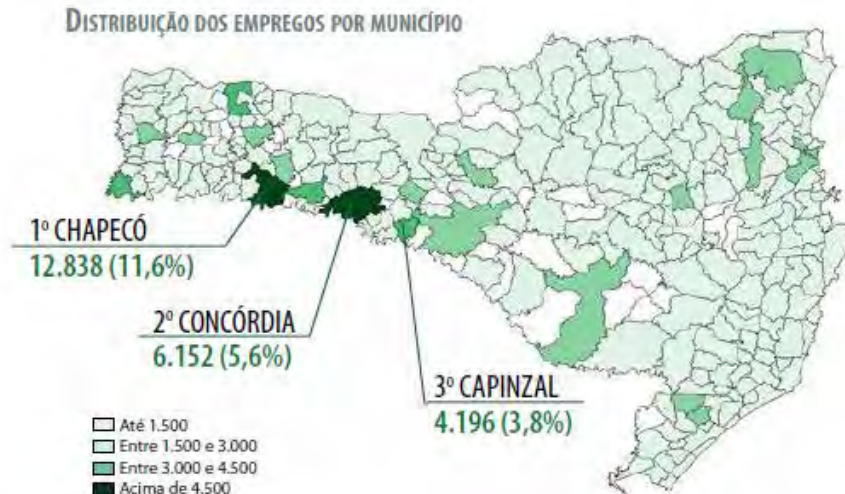 DISTRIBUIÇÃO DOS EMPREGOS POR MUNICÍPIO
1º CHAPECÓ
12.838 (11,6%)
2º CONCÓRDIA
6.152 (5,6%)
3º CAPINZAL
4.196 (3,8%)
Até 1.500
Entre 1.500 e 3.000
Entre 3.000 e 4.500
Acima de 4.500